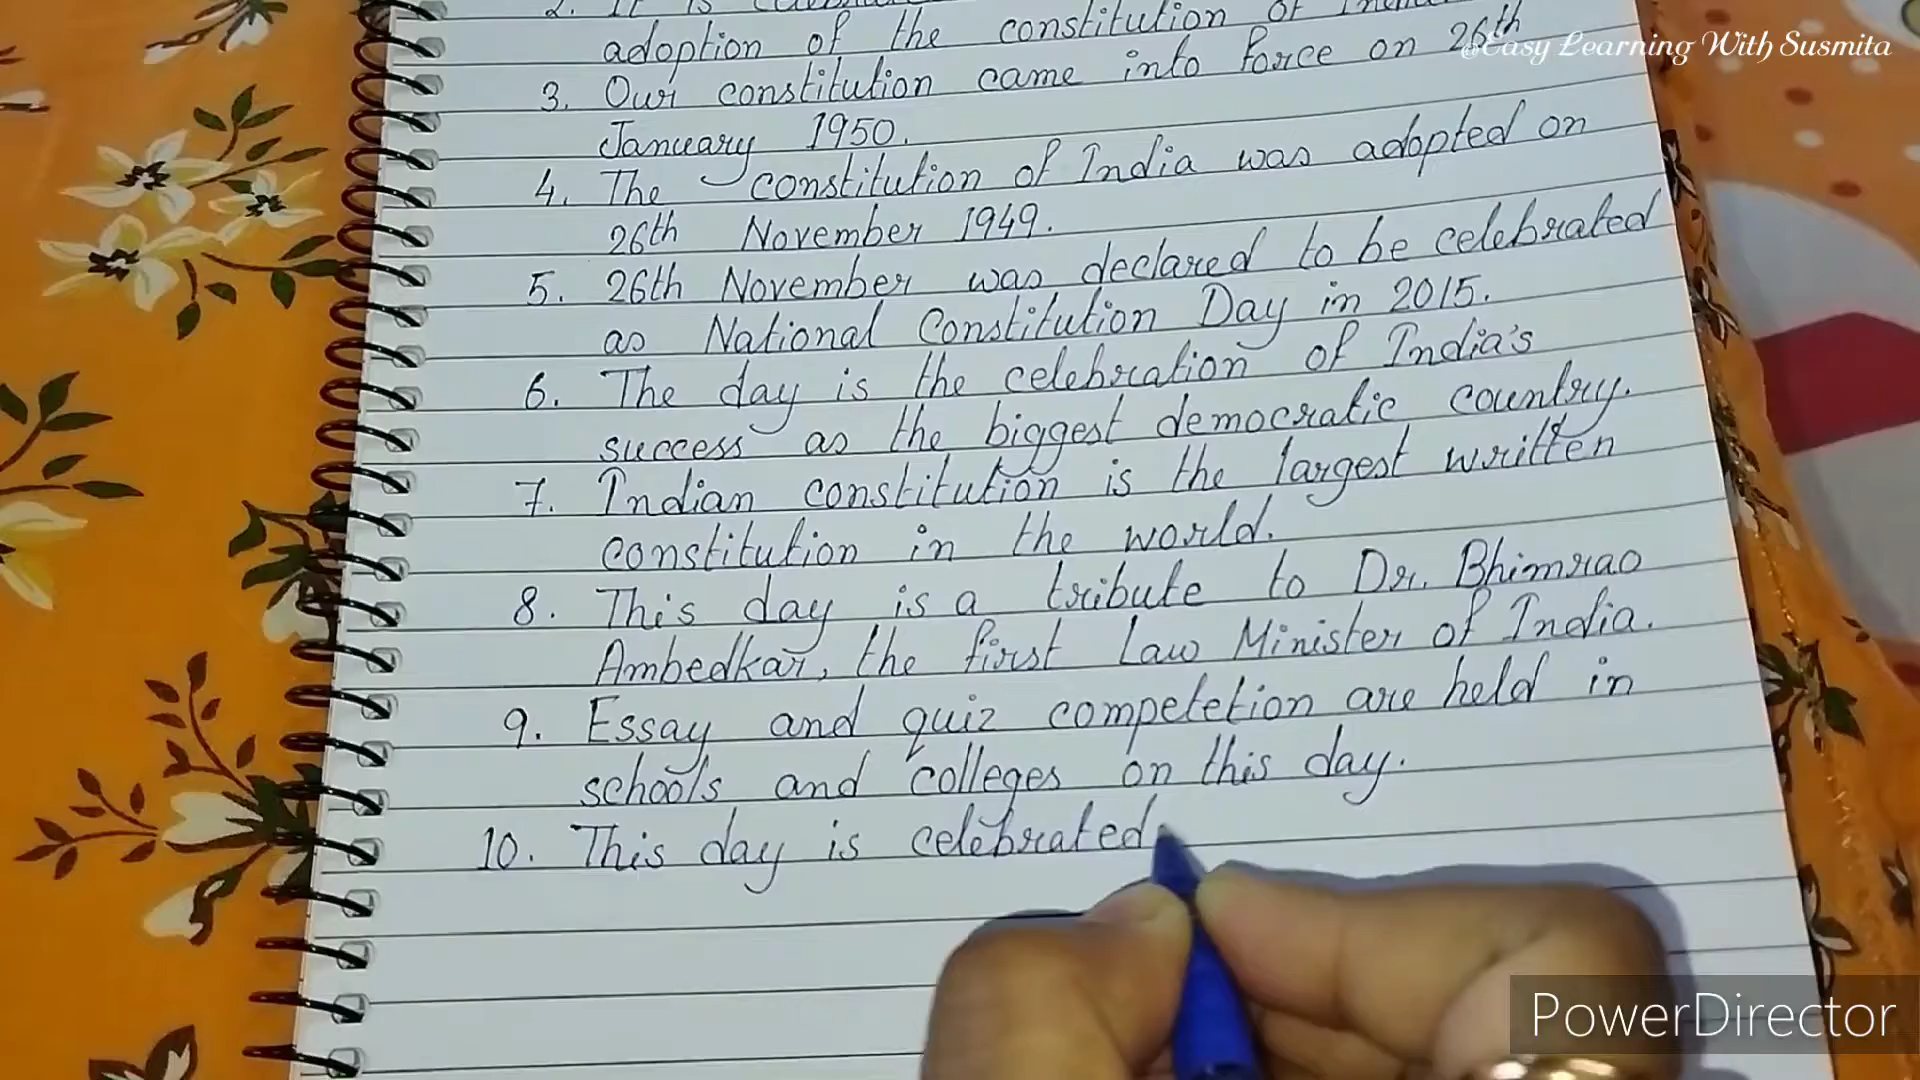 2. It is celebrated
adoption of the constitution of India
3. Our constitution came into force on 26th
@Easy Learning With Susmita
January 1950.
4. The constitution of India was adopted on
26th November 1949.
5. 26th November was declared to be celebrated
as National Constitution Day in 2015.
6. The day is the celebration of India's
success as the biggest democratic country.
7. Indian constitution is the largest written
constitution in the world.
8. This day is a tribute to Dr. Bhimrao
Ambedkar, the first Law Minister of India.
9. Essay and quiz competetion are held in
schools and colleges on this day.
10. This day is celebrated
PowerDirector